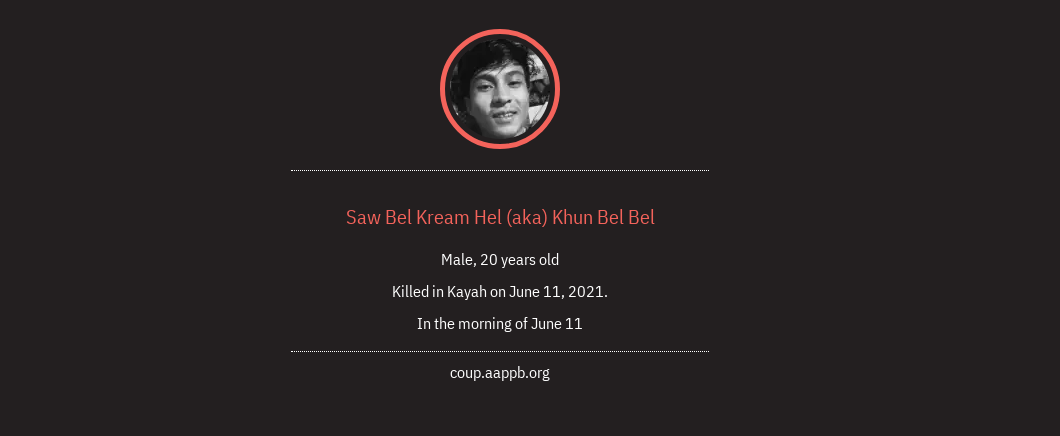 Saw Bel Kream Hel (aka) Khun Bel Bel
Male, 20 years old
Killed in Kayah on June 11, 2021.
In the morning of June 11
coup.aappb.org